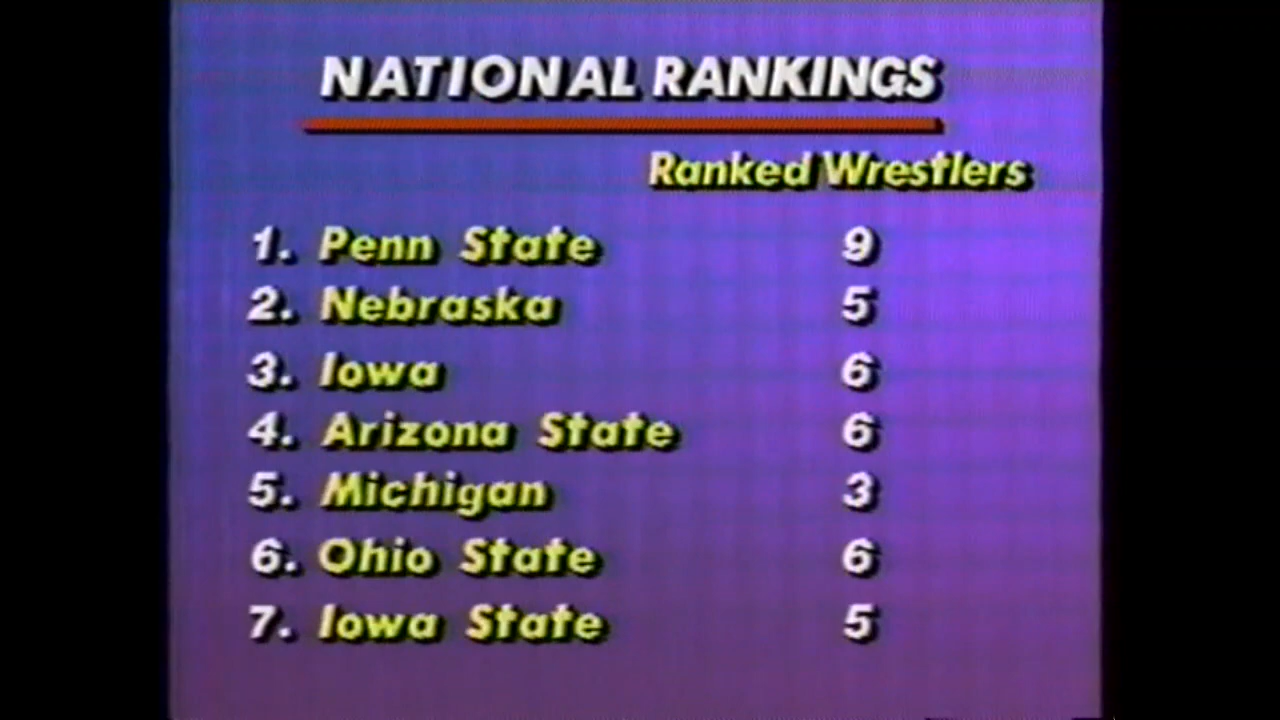 NATIONAL RANKINGS
Ranked Wrestlers
1. Penn State 9
2. Nebraska 5
3. Iowa 6
4. Arizona State 6
5. Michigan 3
6. Ohio State 6
7. Iowa State 5